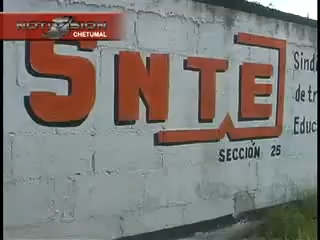 NOTIVISION
CHETUMAL
SNTE
Sind
de tr
Educ
SECCIÓN 25